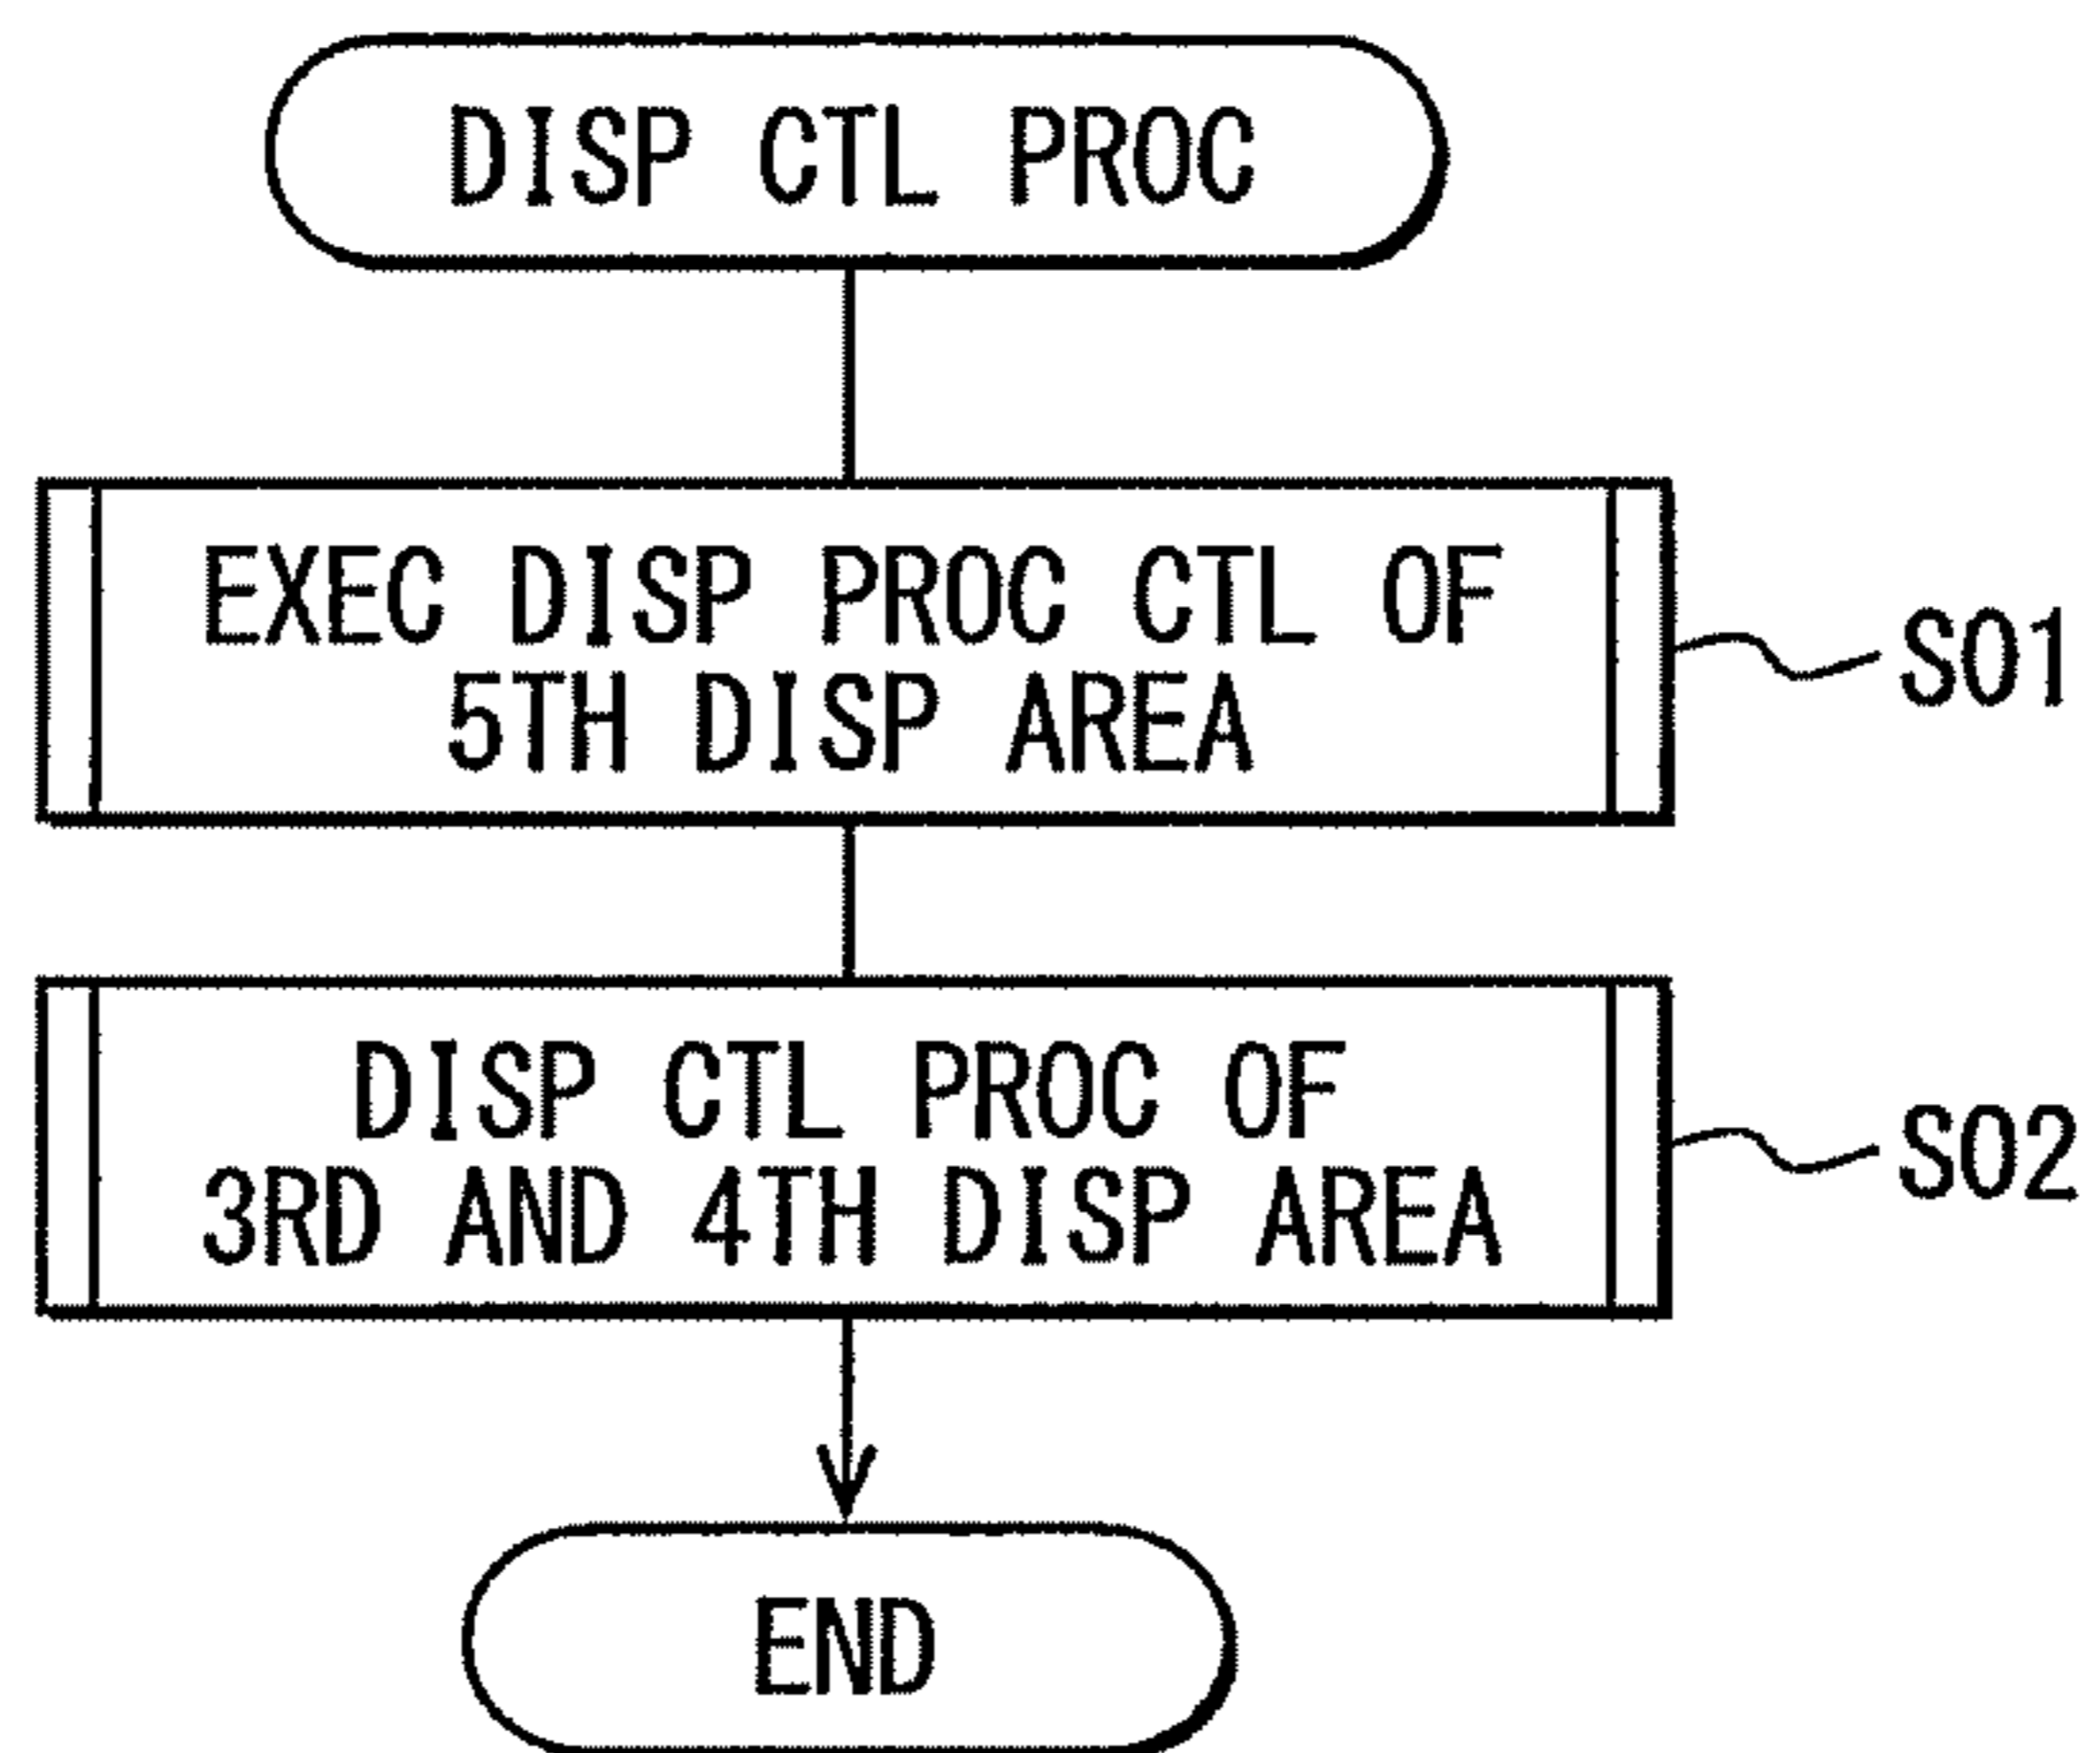 DISP CTL PROC
EXEC DISP PROC CTL OF
5TH DISP AREA
S01
DISP CTL PROC OF
3RD AND 4TH DISP AREA
S02
END